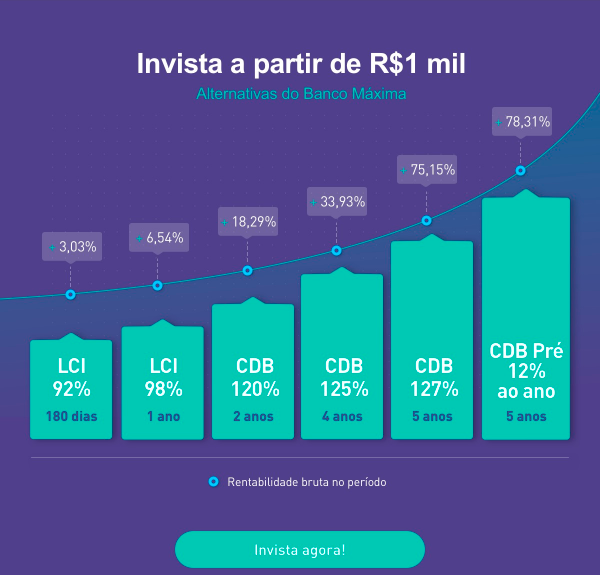 Invista a partir de R$1 mil
Alternativas do Banco Máxima
+ 78,31%
+ 75,15%
+ 33,93%
+ 18,29%
+ 6,54%
+ 3,03%
LCI
92%
180 dias
LCI
98%
1 ano
CDB
120%
2 anos
CDB
125%
4 anos
CDB
127%
5 anos
CDB Pré
12%
ao ano
5 anos
Rentabilidade bruta no período
Invista agora!